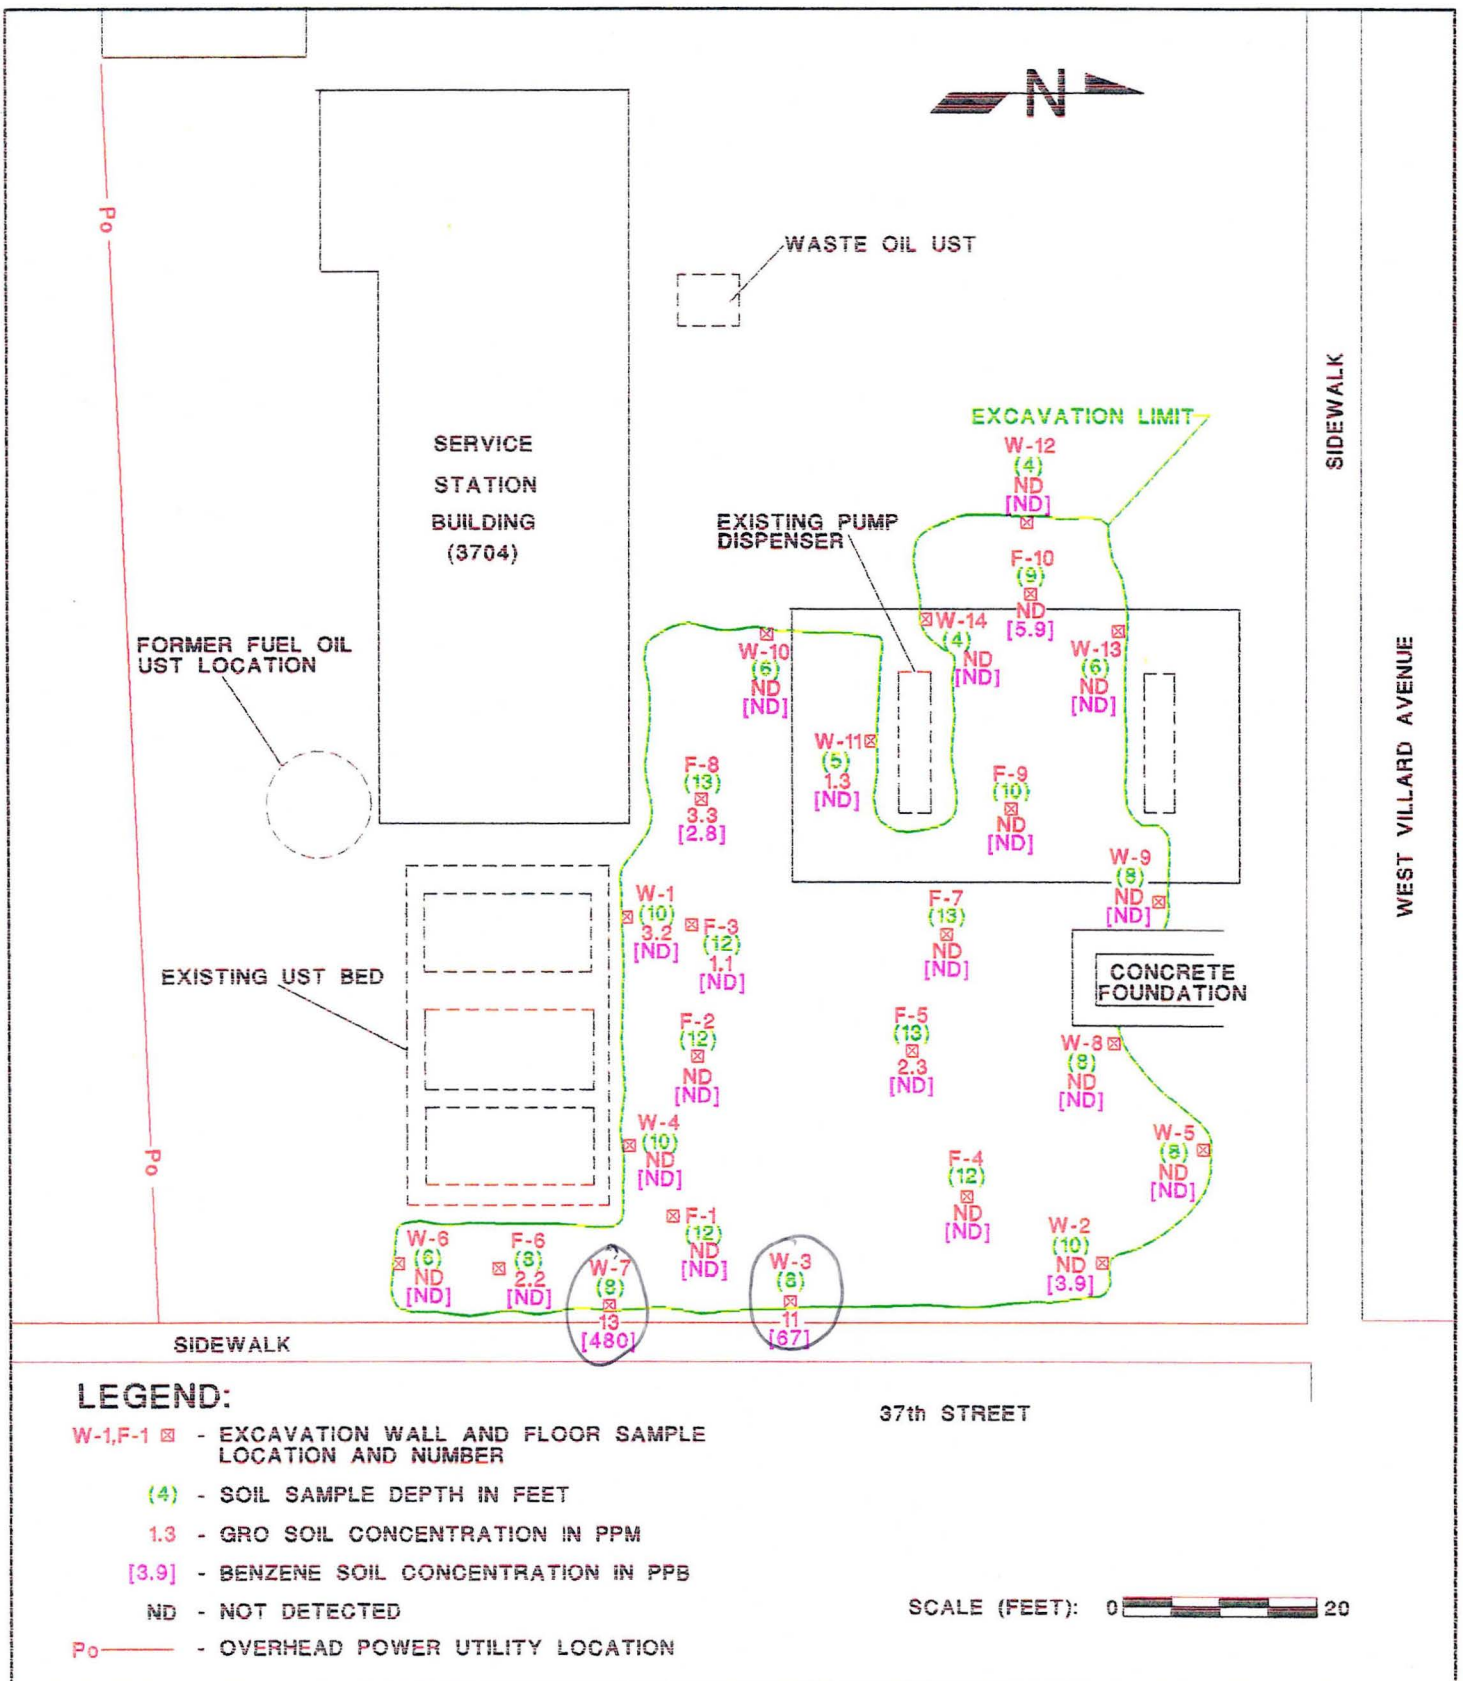 N
WASTE OIL UST
SIDEWALK
WEST VILLARD AVENUE
SERVICE
STATION
BUILDING
(3704)
EXCAVATION LIMIT
W-12
(4)
ND
[ND]
EXISTING PUMP
DISPENSER
F-10
(9)
ND
[5.9]
W-14
(4)
ND
[ND]
W-13
(6)
ND
[ND]
W-10
(6)
ND
[ND]
FORMER FUEL OIL
UST LOCATION
W-11
(5)
1.3
[ND]
F-8
(13)
3.3
[2.8]
F-9
(10)
ND
[ND]
W-9
(8)
ND
[ND]
W-1
(10)
3.2
[ND]
F-3
(12)
1.1
[ND]
F-7
(13)
ND
[ND]
EXISTING UST BED
CONCRETE
FOUNDATION
F-2
(12)
ND
[ND]
F-5
(13)
2.3
[ND]
W-8
(8)
ND
[ND]
W-4
(10)
ND
[ND]
W-5
(8)
ND
[ND]
F-4
(12)
ND
[ND]
F-1
(12)
ND
[ND]
W-2
(10)
ND
[3.9]
W-6
(6)
ND
[ND]
F-6
(8)
2.2
[ND]
W-7
(8)
13
[480]
W-3
(8)
11
[67]
Po
Po
SIDEWALK
37th STREET
LEGEND:
W-1,F-1 - EXCAVATION WALL AND FLOOR SAMPLE
LOCATION AND NUMBER
(4) - SOIL SAMPLE DEPTH IN FEET
1.3 - GRO SOIL CONCENTRATION IN PPM
[3.9] - BENZENE SOIL CONCENTRATION IN PPB
ND - NOT DETECTED
Po - OVERHEAD POWER UTILITY LOCATION
SCALE (FEET): 0 20